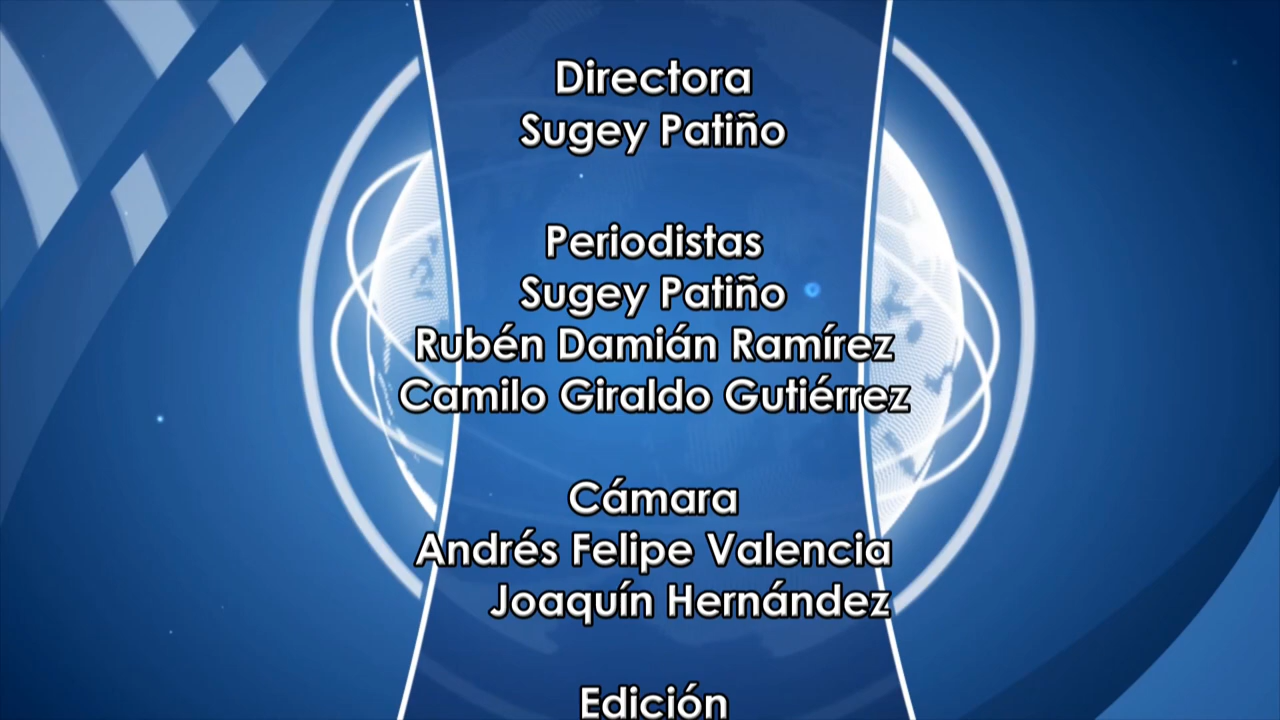 Directora
Sugey Patiño
Periodistas
Sugey Patiño
Rubén Damián Ramírez
Camilo Giraldo Gutiérrez
Cámara
Andrés Felipe Valencia
Joaquín Hernández
Edición